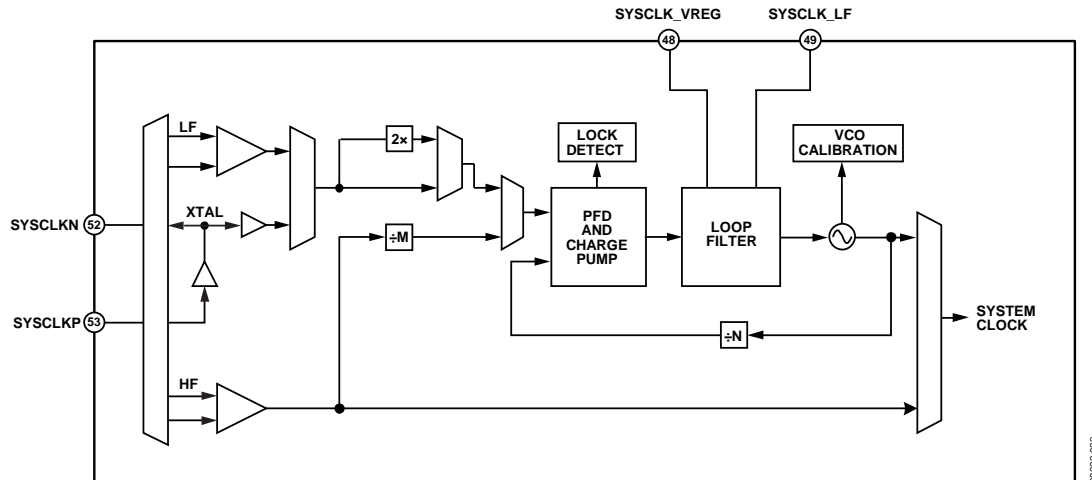 SYSCLK_VREG
SYSCLK_LF
48
49
LF
2×
LOCK
DETECT
VCO
CALIBRATION
SYSCLKN
52
XTAL
÷M
PFD
AND
CHARGE
PUMP
LOOP
FILTER
SYSCLKP
53
÷N
SYSTEM
CLOCK
HF